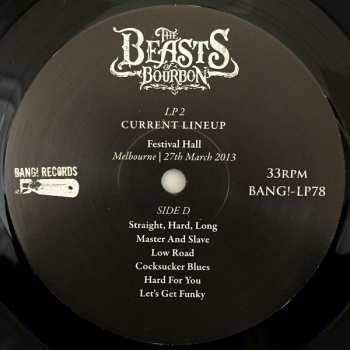 THE
BEASTS
of
BOURBON
LP 2
CURRENT LINEUP
Festival Hall
Melbourne | 27th March 2013
BANG! RECORDS
33RPM
BANG!-LP78
SIDE D
Straight, Hard, Long
Master And Slave
Low Road
Cocksucker Blues
Hard For You
Let's Get Funky